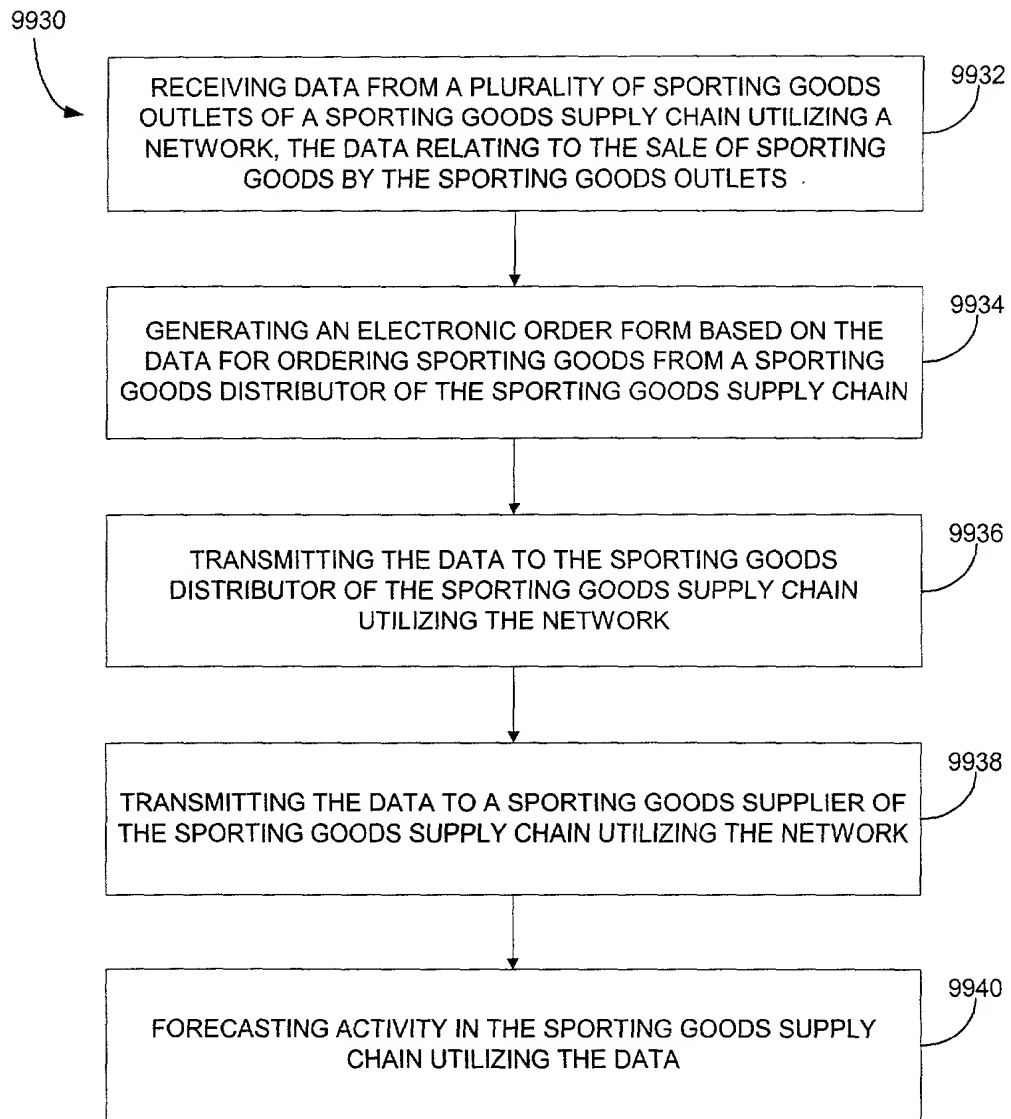 9930
RECEIVING DATA FROM A PLURALITY OF SPORTING GOODS
OUTLETS OF A SPORTING GOODS SUPPLY CHAIN UTILIZING A
NETWORK, THE DATA RELATING TO THE SALE OF SPORTING
GOODS BY THE SPORTING GOODS OUTLETS
9932
GENERATING AN ELECTRONIC ORDER FORM BASED ON THE
DATA FOR ORDERING SPORTING GOODS FROM A SPORTING
GOODS DISTRIBUTOR OF THE SPORTING GOODS SUPPLY CHAIN
9934
TRANSMITTING THE DATA TO THE SPORTING GOODS
DISTRIBUTOR OF THE SPORTING GOODS SUPPLY CHAIN
UTILIZING THE NETWORK
9936
TRANSMITTING THE DATA TO A SPORTING GOODS SUPPLIER OF
THE SPORTING GOODS SUPPLY CHAIN UTILIZING THE NETWORK
9938
FORECASTING ACTIVITY IN THE SPORTING GOODS SUPPLY
CHAIN UTILIZING THE DATA
9940